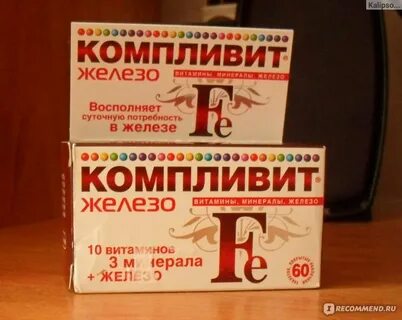 Kalipso...
КОМПЛИВИТ®
железо
ВИТАМИНЫ, МИНЕРАЛЫ, ЖЕЛЕЗО
Восполняет
суточную потребность
в железе
Fe
КОМПЛИВИТ®
железо
ВИТАМИНЫ, МИНЕРАЛЫ, ЖЕЛЕЗО
10 витаминов
3 минерала
+ ЖЕЛЕЗО
Fe
60
IRECOMMEND.RU